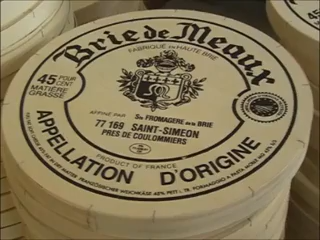 Brie de Meaux
FABRIQUÉ EN HAUTE BRIE
45 POUR CENT
MATIÈRE GRASSE
AFFINÉ PAR
Sté FROMAGERE DE LA BRIE
77 169 SAINT-SIMEON
PRES DE COULOMMIERS
PRODUCT OF FRANCE
APPELLATION D'ORIGINE